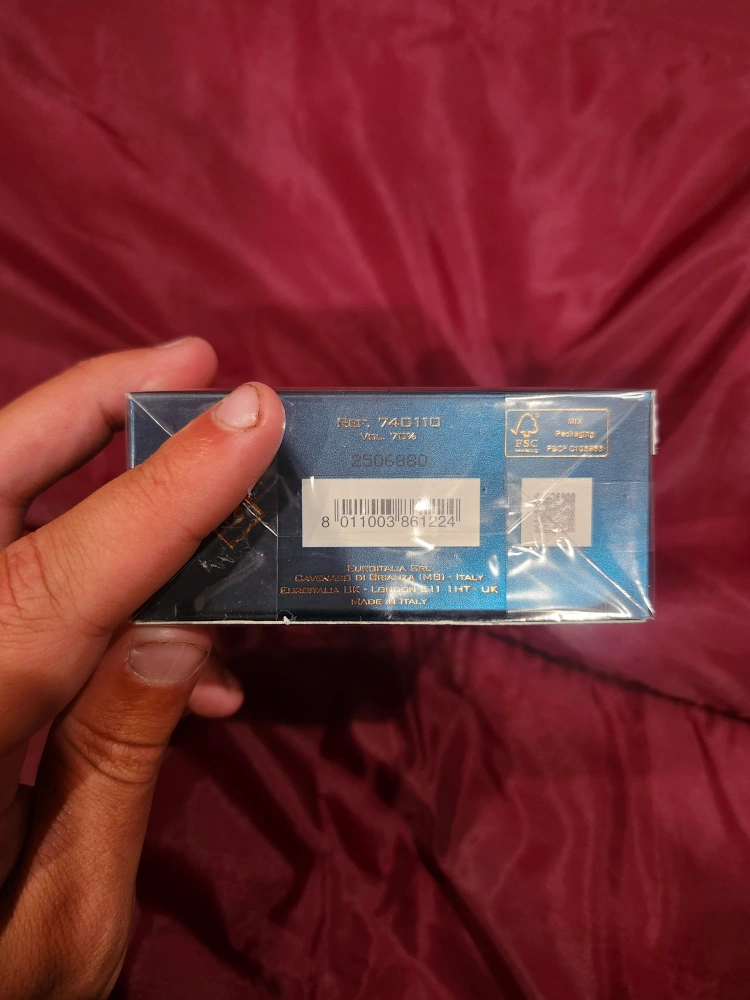 Ref. 740110
Vol. 70%
2506880
8 011003 861224
MIX
Packaging
FSC
Euroitalia Srl
Cavenago di Brianza (MB) - Italy
Euroitalia UK - London
1HT - UK
Made in Italy